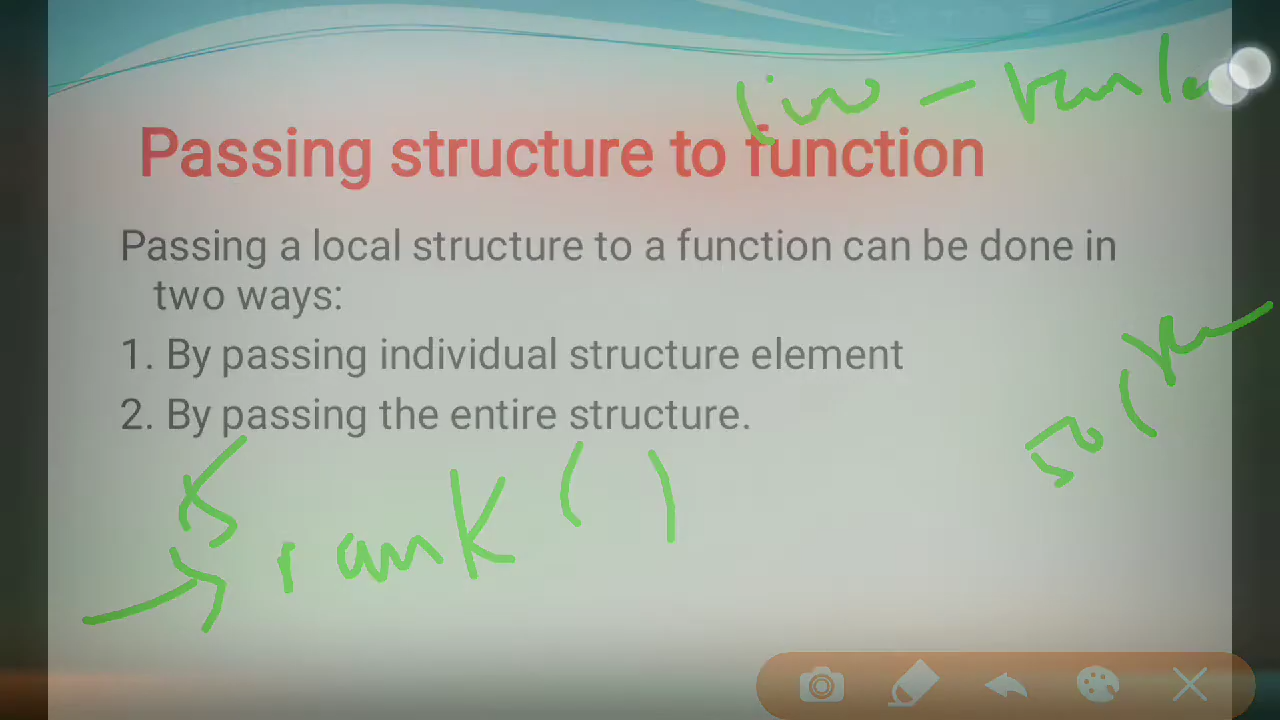 Passing structure to function
Passing a local structure to a function can be done in
two ways:
1. By passing individual structure element
2. By passing the entire structure.
rank ( )